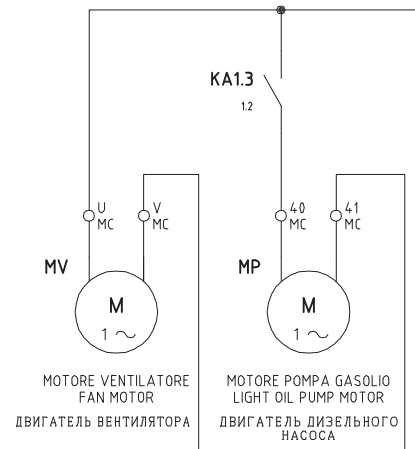 KA1.3
1.2
U
MC
V
MC
40
MC
41
MC
MV
MP
M
1 ~
M
1 ~
MOTORE VENTILATORE
FAN MOTOR
ДВИГАТЕЛЬ ВЕНТИЛЯТОРА
MOTORE POMPA GASOLIO
LIGHT OIL PUMP MOTOR
ДВИГАТЕЛЬ ДИЗЕЛЬНОГО
НАСОСА